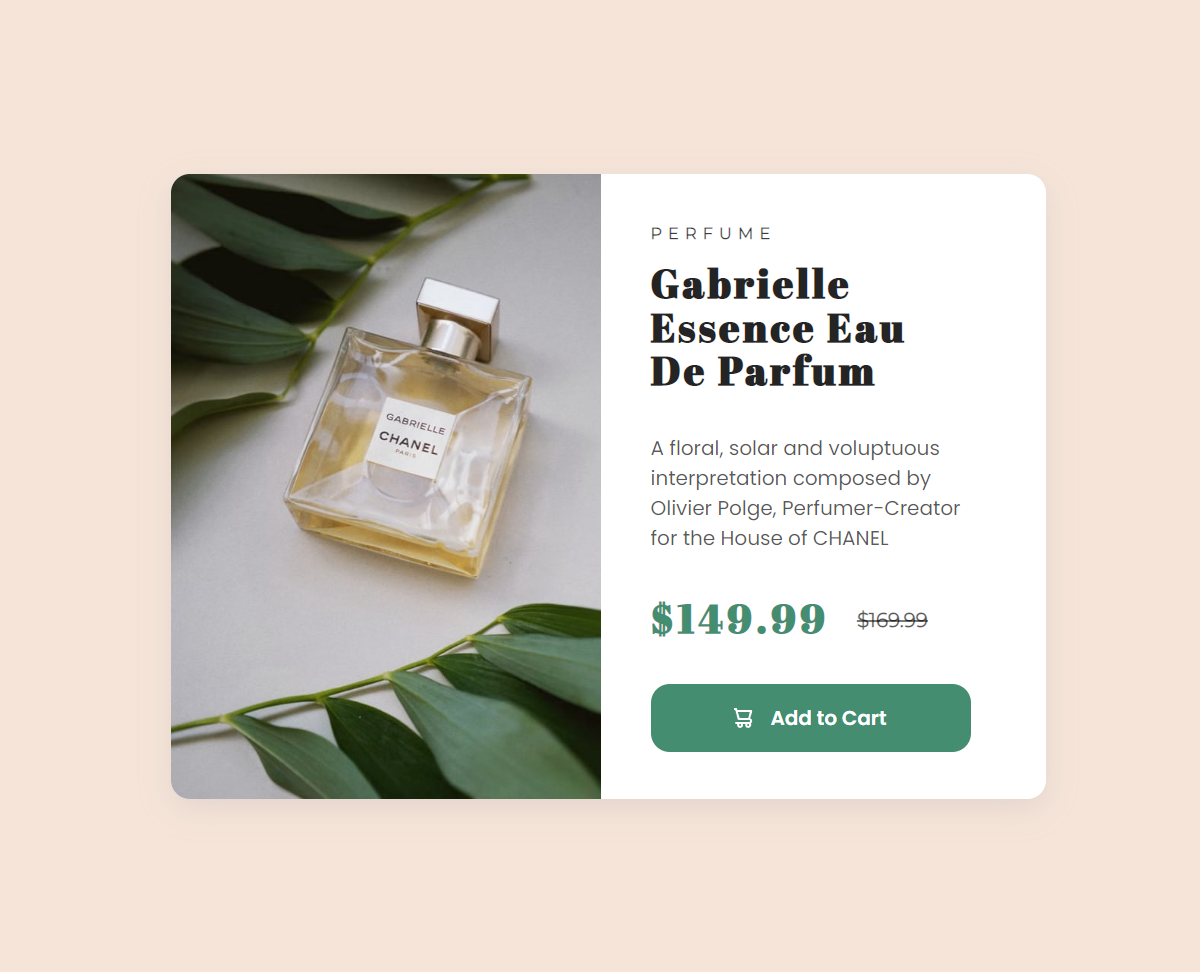 GABRIELLE
CHANEL
PARIS
PERFUME
Gabrielle
Essence Eau
De Parfum
A floral, solar and voluptuous
interpretation composed by
Olivier Polge, Perfumer-Creator
for the House of CHANEL
$149.99 $169.99
Add to Cart